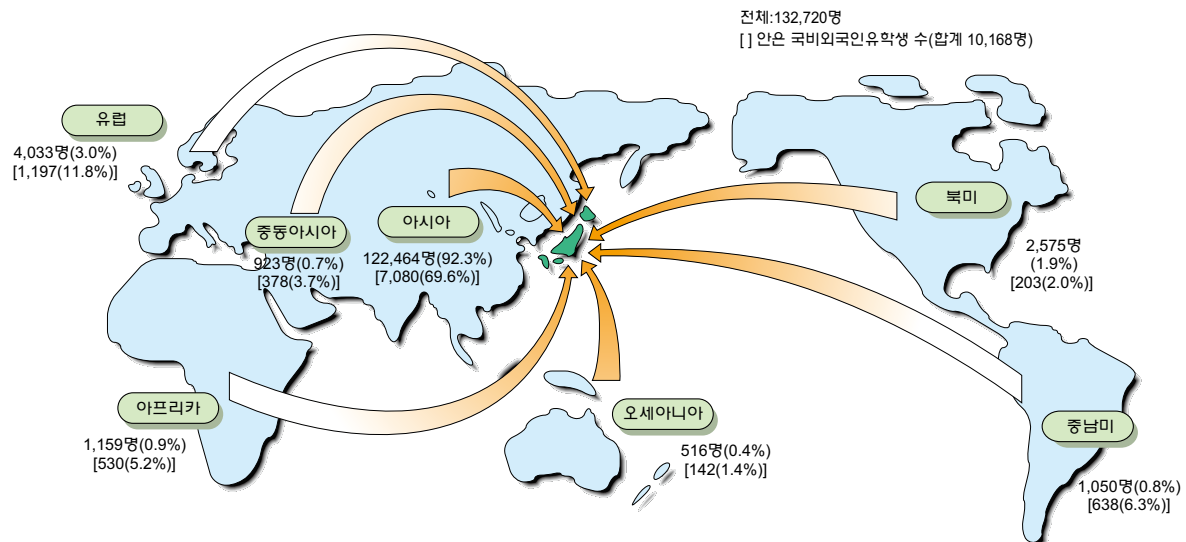 전체:132,720명
[ ] 안은 국비외국인유학생 수(합계 10,168명)
유럽
4,033명(3.0%)
[1,197(11.8%)]
중동아시아
923명(0.7%)
[378(3.7%)]
아시아
122,464명(92.3%)
[7,080(69.6%)]
북미
2,575명
(1.9%)
[203(2.0%)]
아프리카
1,159명(0.9%)
[530(5.2%)]
오세아니아
516명(0.4%)
[142(1.4%)]
중남미
1,050명(0.8%)
[638(6.3%)]